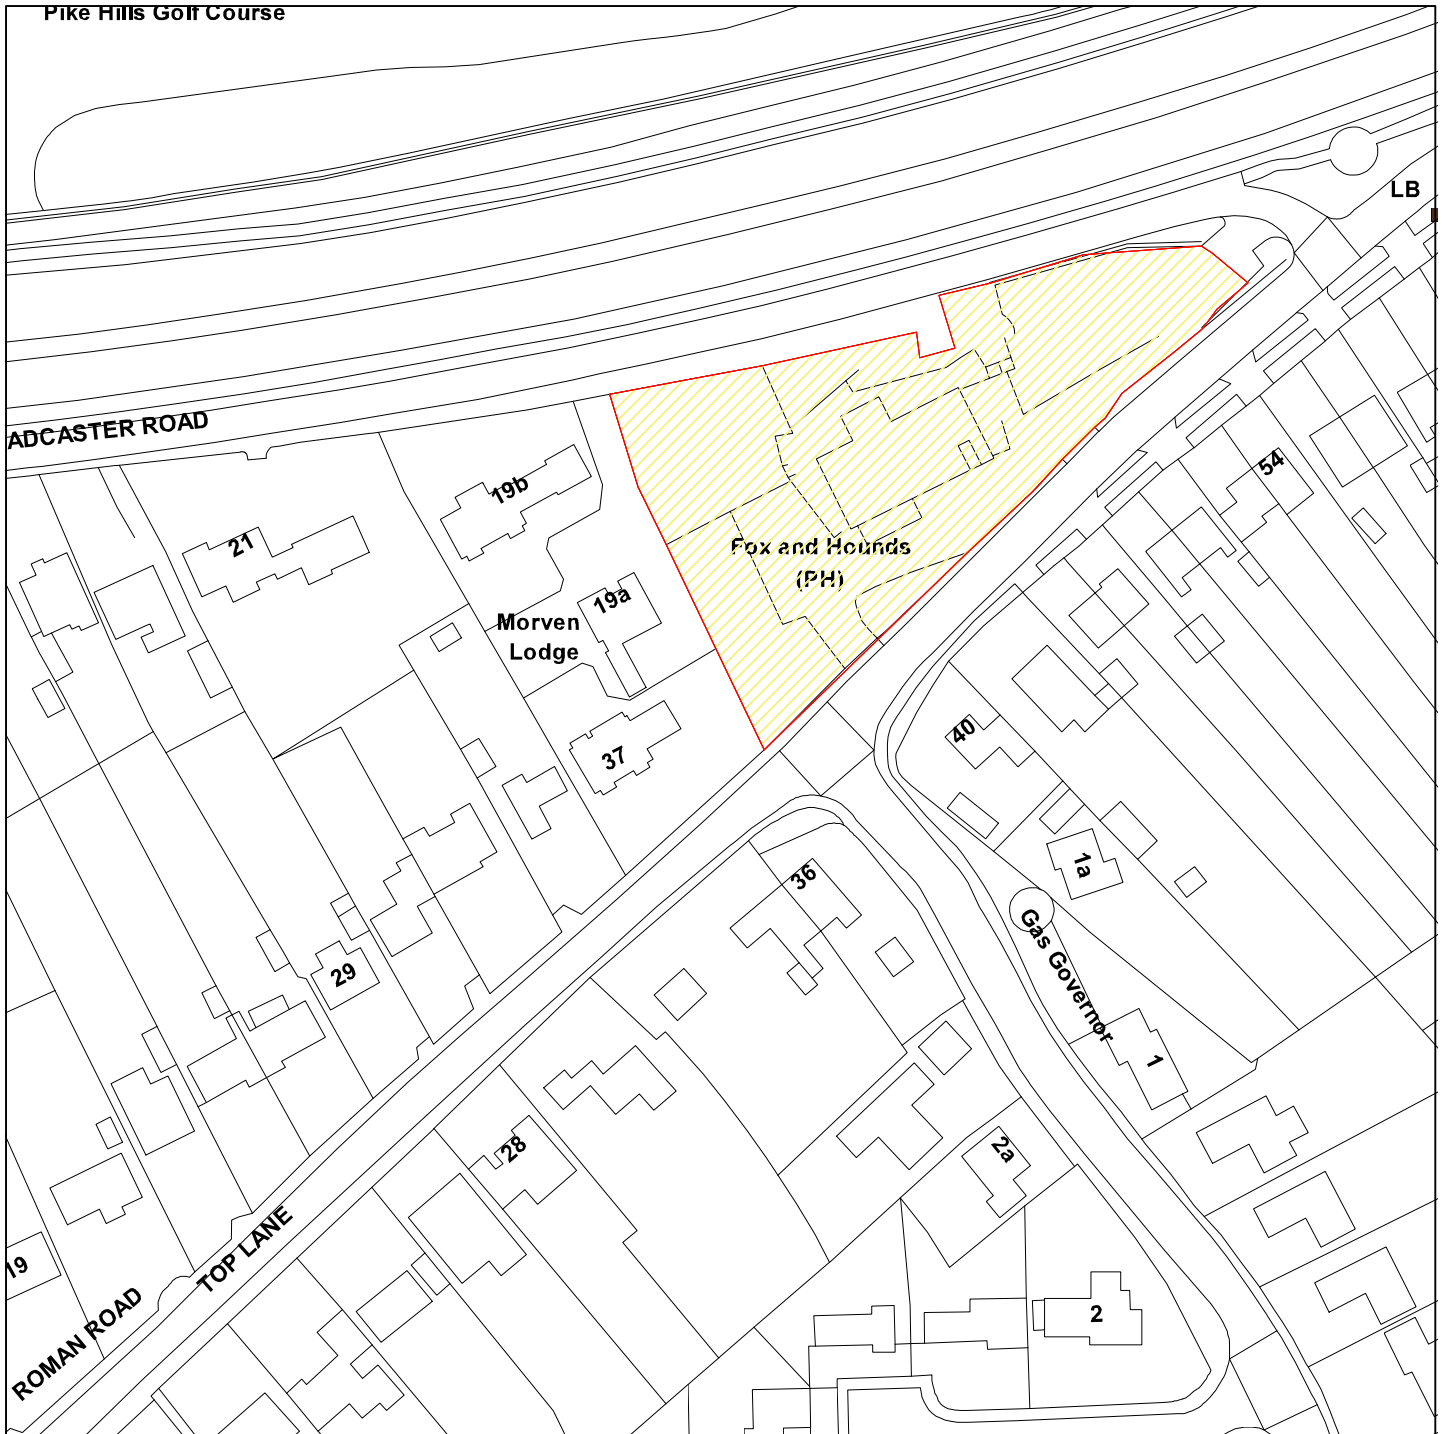 Pike Hills Golf Course
LB
ADCASTER ROAD
19b
54
21
Fox and Hounds
(PH)
19a
Morven
Lodge
40
37
1a
36
Gas Governor
29
1
28
2a
TOP LANE
19
2
ROMAN ROAD